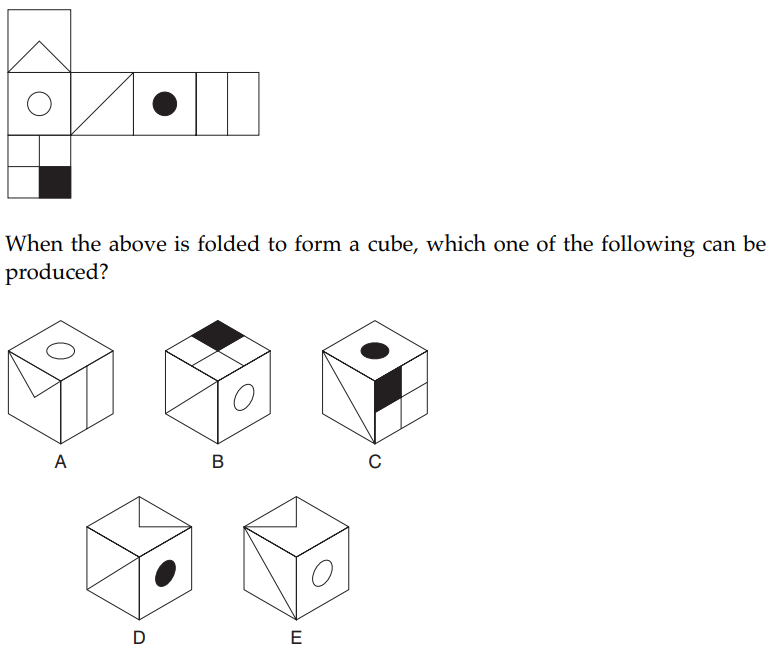 When the above is folded to form a cube, which one of the following can be
produced?
A
B
C
D
E